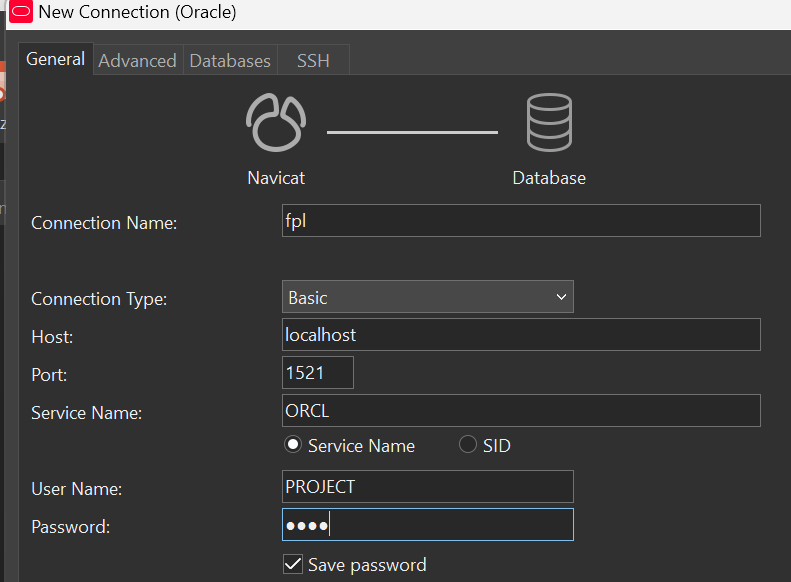 New Connection (Oracle)
General Advanced Databases SSH
Navicat Database
Connection Name: fpl
Connection Type: Basic
Host: localhost
Port: 1521
Service Name: ORCL
Service Name SID
User Name: PROJECT
Password: ●●●●
Save password